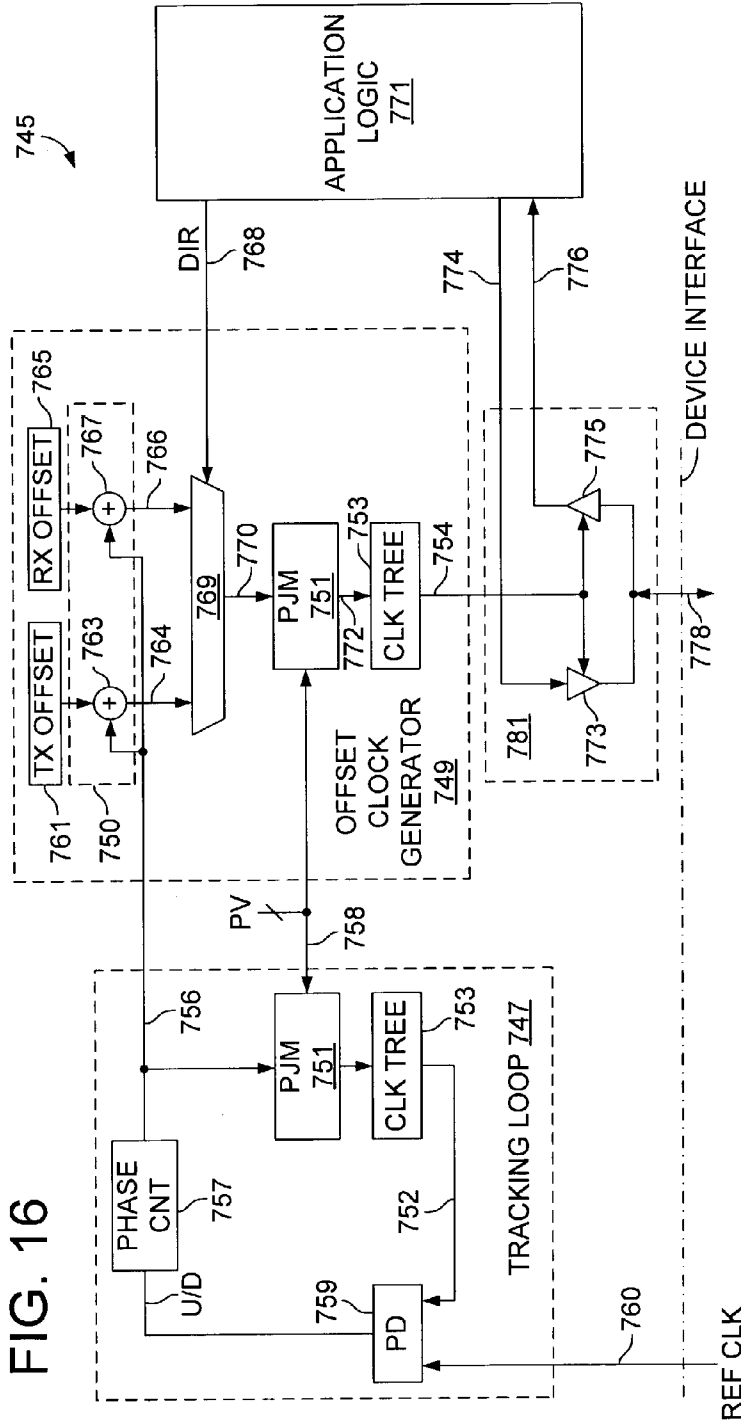 FIG. 16
745
TX OFFSET
761
RX OFFSET
765
763
767
764
766
750
DIR
768
769
770
PJM
751
772
753
CLK TREE
754
OFFSET
CLOCK
GENERATOR
749
APPLICATION
LOGIC
771
PHASE
CNT
757
U/D
756
PV
758
PJM
751
753
CLK TREE
752
759
PD
TRACKING LOOP 747
760
REF CLK
774
776
775
773
781
778
DEVICE INTERFACE